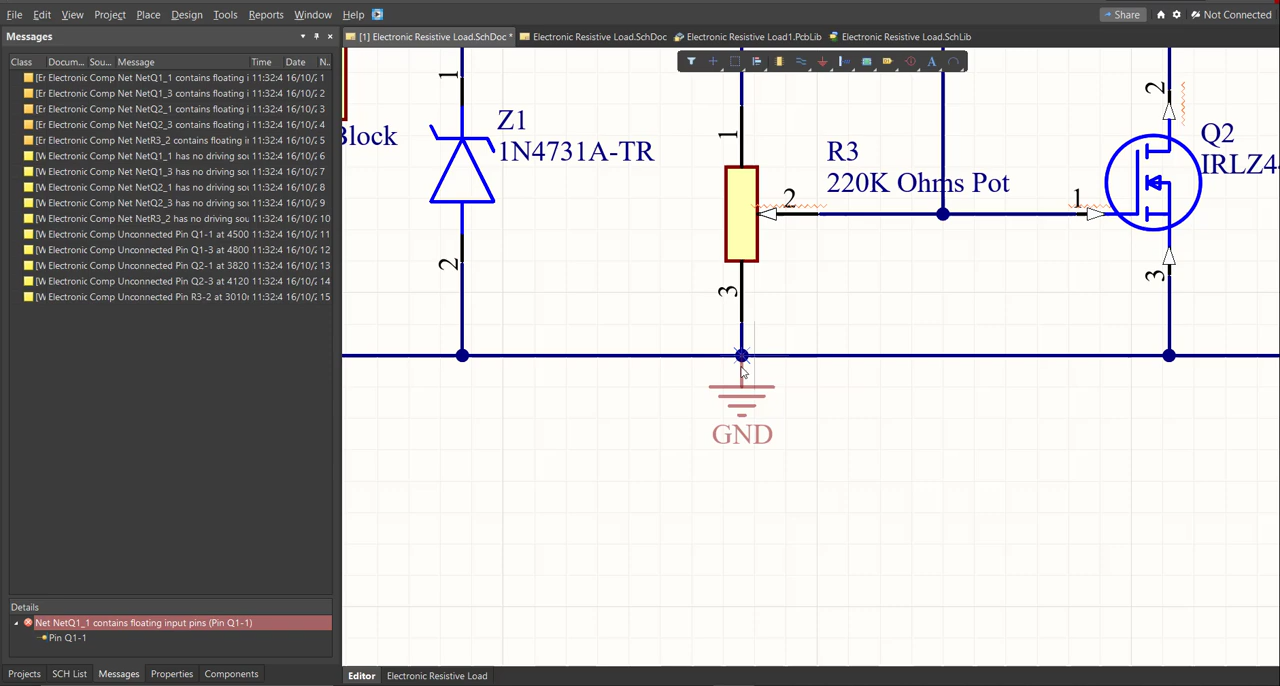 File Edit View Project Place Design Tools Reports Window Help Share Not Connected
Messages
[1] Electronic Resistive Load.SchDoc * Electronic Resistive Load.SchDoc Electronic Resistive Load1.PcbLib Electronic Resistive Load.SchLib
Class Docum... Sou... Message Time Date N..
[Er Electronic Comp Net NetQ1_1 contains floating i 11:32:4 16/10/2 1
[Er Electronic Comp Net NetQ1_3 contains floating i 11:32:4 16/10/2 2
[Er Electronic Comp Net NetQ2_1 contains floating i 11:32:4 16/10/2 3
[Er Electronic Comp Net NetQ2_3 contains floating i 11:32:4 16/10/2 4
[Er Electronic Comp Net NetR3_2 contains floating i 11:32:4 16/10/2 5
[W Electronic Comp Net NetQ1_1 has no driving sou 11:32:4 16/10/2 6
[W Electronic Comp Net NetQ1_3 has no driving sou 11:32:4 16/10/2 7
[W Electronic Comp Net NetQ2_1 has no driving sou 11:32:4 16/10/2 8
[W Electronic Comp Net NetQ2_3 has no driving sou 11:32:4 16/10/2 9
[W Electronic Comp Net NetR3_2 has no driving sou 11:32:4 16/10/2 10
[W Electronic Comp Unconnected Pin Q1-1 at 4500 11:32:4 16/10/2 11
[W Electronic Comp Unconnected Pin Q1-3 at 4800 11:32:4 16/10/2 12
[W Electronic Comp Unconnected Pin Q2-1 at 3820 11:32:4 16/10/2 13
[W Electronic Comp Unconnected Pin Q2-3 at 4120 11:32:4 16/10/2 14
[W Electronic Comp Unconnected Pin R3-2 at 3010r 11:32:4 16/10/2 15
Block
1
Z1
1N4731A-TR
2
1
R3
220K Ohms Pot
2
3
GND
2
Q2
IRLZ44
1
3
Details
Net NetQ1_1 contains floating input pins (Pin Q1-1)
Pin Q1-1
Projects SCH List Messages Properties Components
Editor Electronic Resistive Load